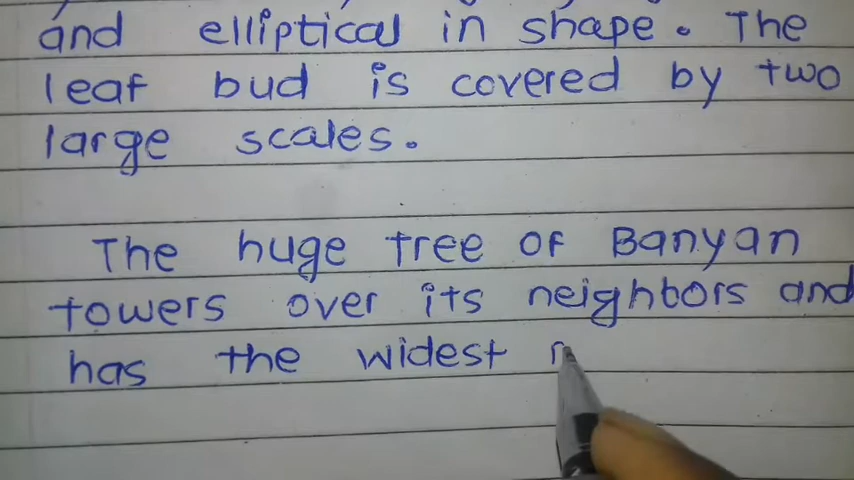 and elliptical in shape. The
leaf bud is covered by two
large scales.
The huge tree of Banyan
towers over its neighbors and
has the widest r